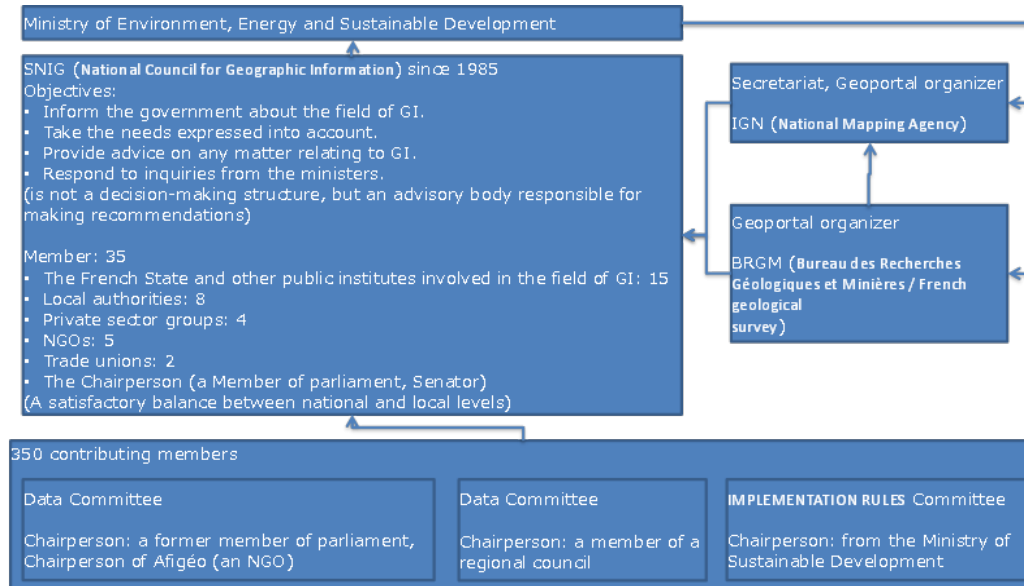 Ministry of Environment, Energy and Sustainable Development
SNIG (National Council for Geographic Information) since 1985
Objectives:
▪ Inform the government about the field of GI.
▪ Take the needs expressed into account.
▪ Provide advice on any matter relating to GI.
▪ Respond to inquiries from the ministers.
(is not a decision-making structure, but an advisory body responsible for
making recommendations)
Member: 35
▪ The French State and other public institutes involved in the field of GI: 15
▪ Local authorities: 8
▪ Private sector groups: 4
▪ NGOs: 5
▪ Trade unions: 2
▪ The Chairperson (a Member of parliament, Senator)
(A satisfactory balance between national and local levels)
Secretariat, Geoportal organizer
IGN (National Mapping Agency)
Geoportal organizer
BRGM (Bureau des Recherches
Géologiques et Minières / French
geological
survey)
350 contributing members
Data Committee
Chairperson: a former member of parliament,
Chairperson of Afigéo (an NGO)
Data Committee
Chairperson: a member of a
regional council
IMPLEMENTATION RULES Committee
Chairperson: from the Ministry of
Sustainable Development